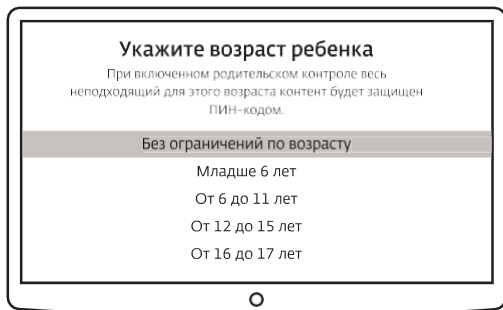 Укажите возраст ребенка
При включенном родительском контроле весь
неподходящий для этого возраста контент будет защищен
ПИН-кодом.
Без ограничений по возрасту
Младше 6 лет
От 6 до 11 лет
От 12 до 15 лет
От 16 до 17 лет